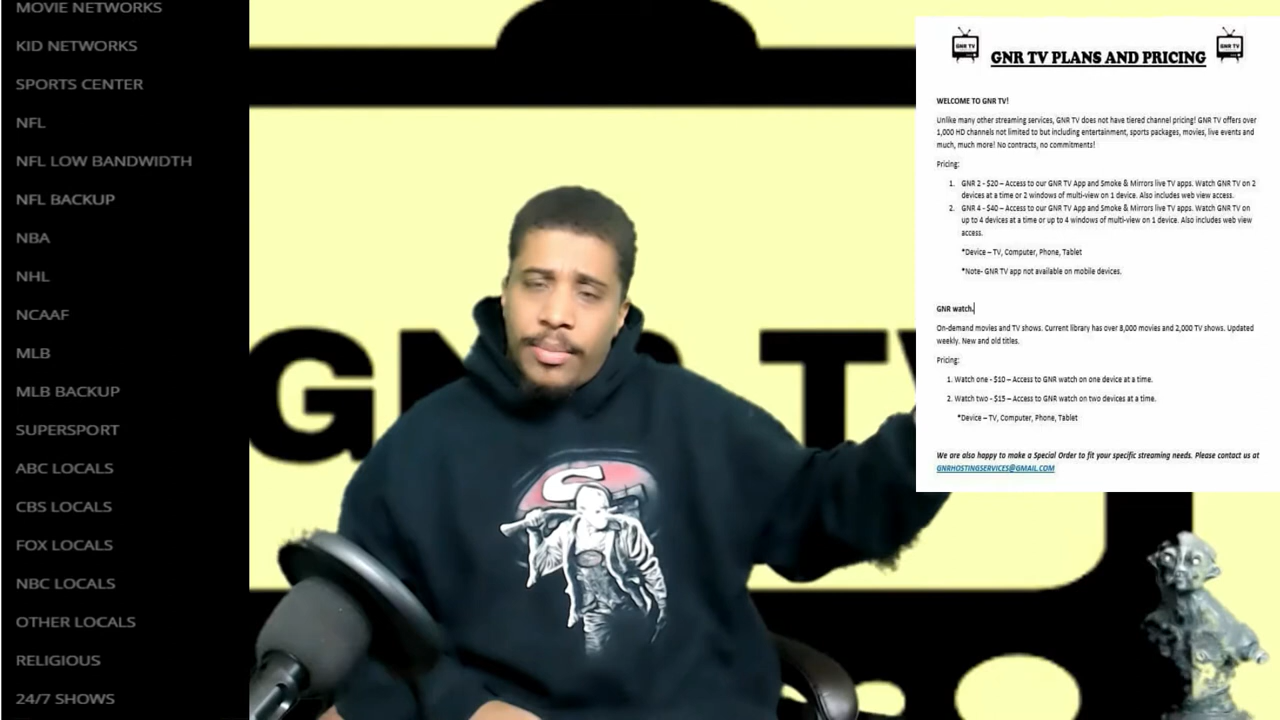 MOVIE NETWORKS
KID NETWORKS
SPORTS CENTER
NFL
NFL LOW BANDWIDTH
NFL BACKUP
NBA
NHL
NCAAF
MLB
MLB BACKUP
SUPERSPORT
ABC LOCALS
CBS LOCALS
FOX LOCALS
NBC LOCALS
OTHER LOCALS
RELIGIOUS
24/7 SHOWS
GNR TV
GNR TV PLANS AND PRICING
GNR TV
WELCOME TO GNR TV!
Unlike many other streaming services, GNR TV does not have tiered channel pricing! GNR TV offers over
1,000 HD channels not limited to but including entertainment, sports packages, movies, live events and
much, much more! No contracts, no commitments!
Pricing:
1. GNR 2 - $20 – Access to our GNR TV App and Smoke & Mirrors live TV apps. Watch GNR TV on 2
devices at a time or 2 windows of multi-view on 1 device. Also includes web view access.
2. GNR 4 - $40 – Access to our GNR TV App and Smoke & Mirrors live TV apps. Watch GNR TV on
up to 4 devices at a time or up to 4 windows of multi-view on 1 device. Also includes web view
access.
*Device – TV, Computer, Phone, Tablet
*Note- GNR TV app not available on mobile devices.
GNR watch.
On-demand movies and TV shows. Current library has over 8,000 movies and 2,000 TV shows. Updated
weekly. New and old titles.
Pricing:
1. Watch one - $10 – Access to GNR watch on one device at a time.
2. Watch two - $15 – Access to GNR watch on two devices at a time.
*Device – TV, Computer, Phone, Tablet
We are also happy to make a Special Order to fit your specific streaming needs. Please contact us at
GNRHOSTINGSERVICES@GMAIL.COM